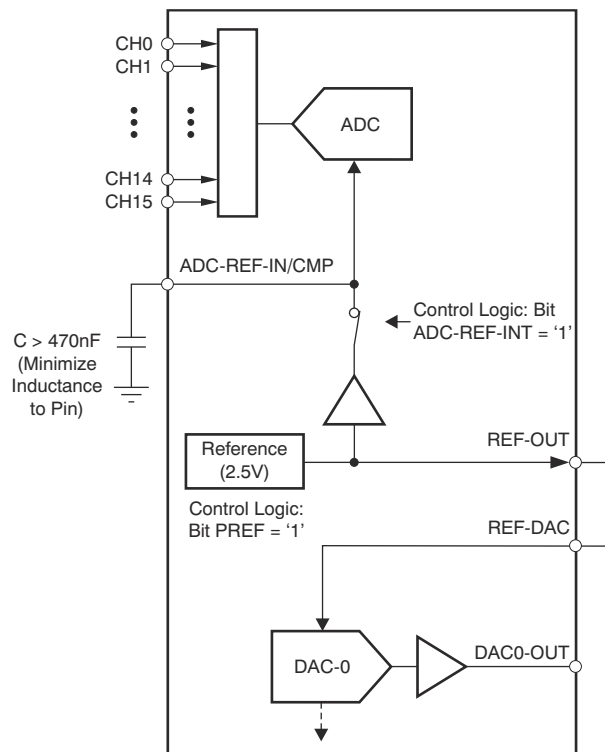 CH0
CH1
ADC
CH14
CH15
ADC-REF-IN/CMP
C > 470nF
(Minimize
Inductance
to Pin)
Control Logic: Bit
ADC-REF-INT = ‘1’
REF-OUT
Reference
(2.5V)
Control Logic:
Bit PREF = ‘1’
REF-DAC
DAC-0
DAC0-OUT